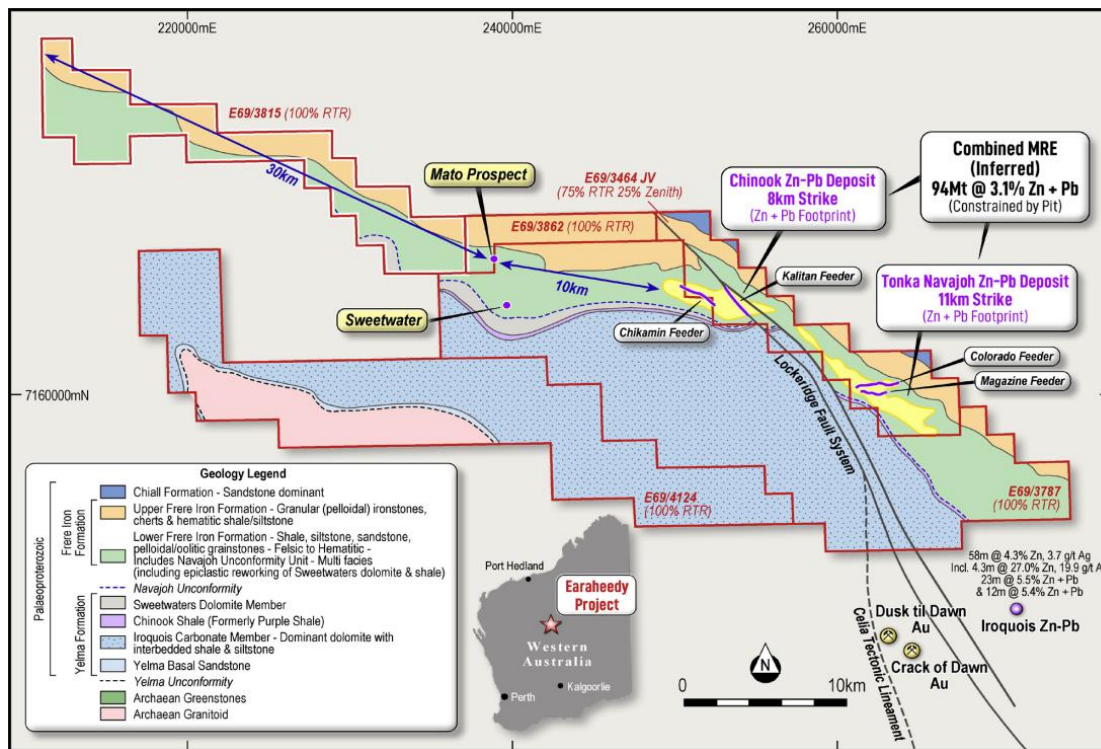 220000mE
240000mE
260000mE
7160000mN
E69/3815 (100% RTR)
30km
Mato Prospect
E69/3464 JV
(75% RTR 25% Zenith)
E69/3862 (100% RTR)
10km
Sweetwater
Chinook Zn-Pb Deposit
8km Strike
(Zn + Pb Footprint)
Combined MRE
(Inferred)
94Mt @ 3.1% Zn + Pb
(Constrained by Pit)
Kalitan Feeder
Chikamin Feeder
Tonka Navajoh Zn-Pb Deposit
11km Strike
(Zn + Pb Footprint)
Colorado Feeder
Magazine Feeder
Lockeridge Fault System
E69/4124
(100% RTR)
E69/3787
(100% RTR)
58m @ 4.3% Zn, 3.7 g/t Ag
Incl. 4.3m @ 27.0% Zn, 19.9 g/t A
23m @ 5.5% Zn + Pb
& 12m @ 5.4% Zn + Pb
Iroquois Zn-Pb
Dusk til Dawn
Au
Crack of Dawn
Au
Celia Tectonic Lineament
Geology Legend
Palaeoproterozoic
Frere Iron
Formation
Chiall Formation - Sandstone dominant
Upper Frere Iron Formation - Granular (pelloidal) ironstones,
cherts & hematitic shale/siltstone
Lower Frere Iron Formation - Shale, siltstone, sandstone,
pelloidal/oolitic grainstones - Felsic to Hematitic -
Includes Navajoh Unconformity Unit - Multi facies
(including epiclastic reworking of Sweetwaters dolomite & shale)
Navajoh Unconformity
Yelma Formation
Sweetwaters Dolomite Member
Chinook Shale (Formerly Purple Shale)
Iroquois Carbonate Member - Dominant dolomite with
interbedded shale & siltstone
Yelma Basal Sandstone
Yelma Unconformity
Archaean Greenstones
Archaean Granitoid
Port Hedland
Earaheedy
Project
Western
Australia
Perth
Kalgoorlie
N
0
10km